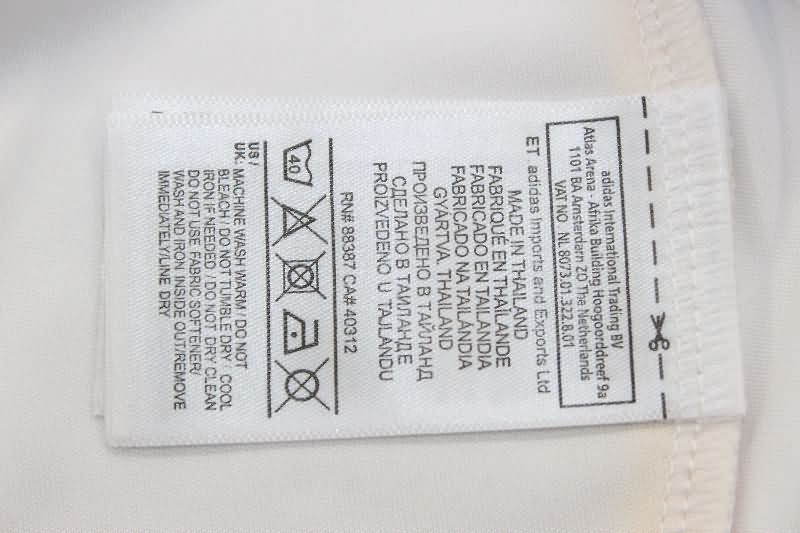 adidas International Trading BV
Atlas Arena - Afrika Building Hoogoorddreef 9a
1101 BA Amsterdam ZO The Netherlands
VAT NO.: NL 8073.01.322.8.01
ET adidas Imports and Exports Ltd
MADE IN THAILAND
FABRIQUÉ EN THAÏLANDE
FABRICADO EN TAILANDIA
FABRICADO NA TAILÂNDIA
GYÁRTVA, THAILAND
ПРОИЗВЕДЕНО В ТАЙЛАНД
СДЕЛАНО В ТАИЛАНДЕ
PROIZVEDENO U TAJLANDU
RN# 88387 CA# 40312
40
US /
UK: MACHINE WASH WARM / DO NOT
BLEACH / DO NOT TUMBLE DRY / COOL
IRON IF NEEDED / DO NOT DRY CLEAN
DO NOT USE FABRIC SOFTENER/
WASH AND IRON INSIDE OUT/REMOVE
IMMEDIATELY/LINE DRY